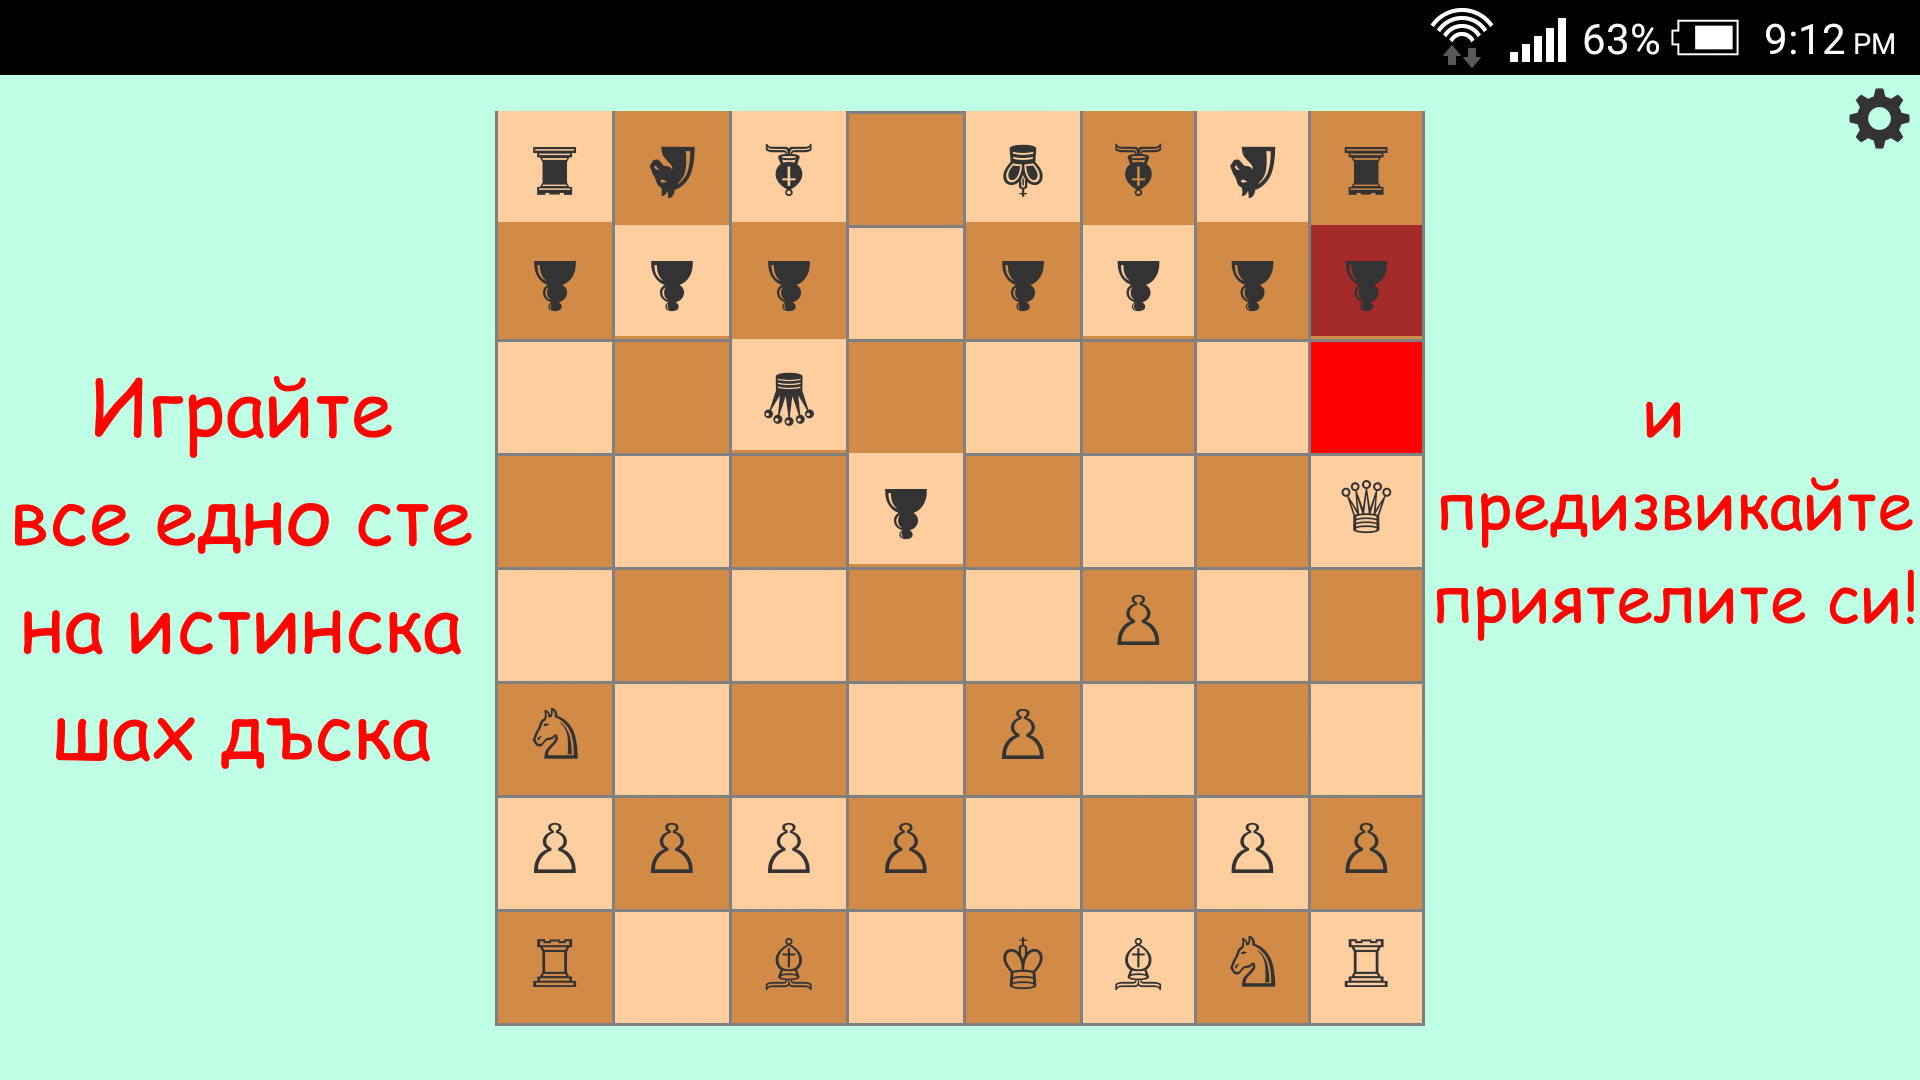 63% 9:12 PM
Играйте
все едно сте
на истинска
шах дъска
и
предизвикайте
приятелите си!